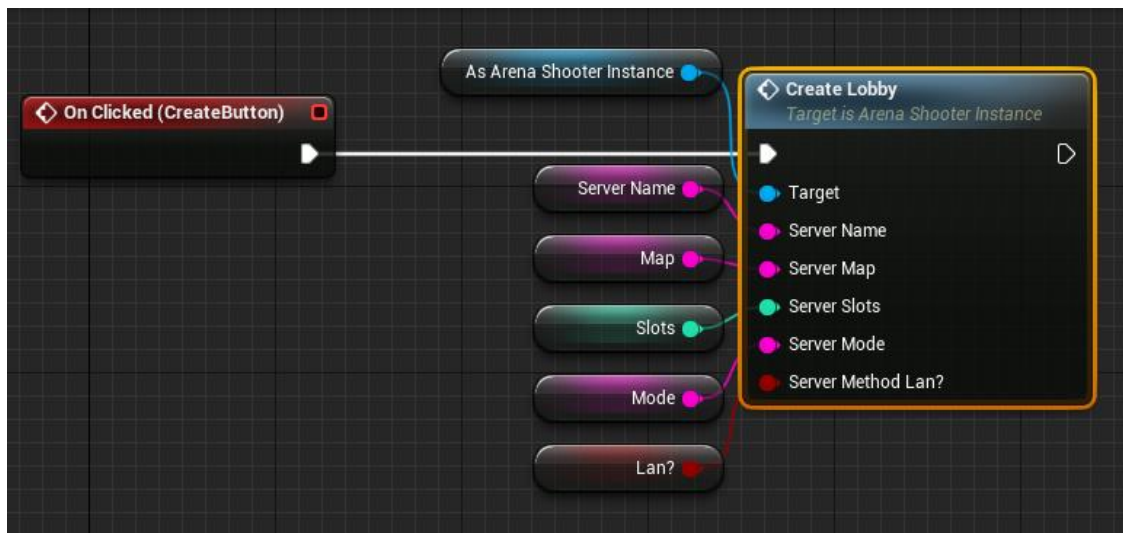 As Arena Shooter Instance
On Clicked (CreateButton)
Create Lobby
Target is Arena Shooter Instance
Target
Server Name
Server Name
Map
Server Map
Slots
Server Slots
Mode
Server Mode
Lan?
Server Method Lan?